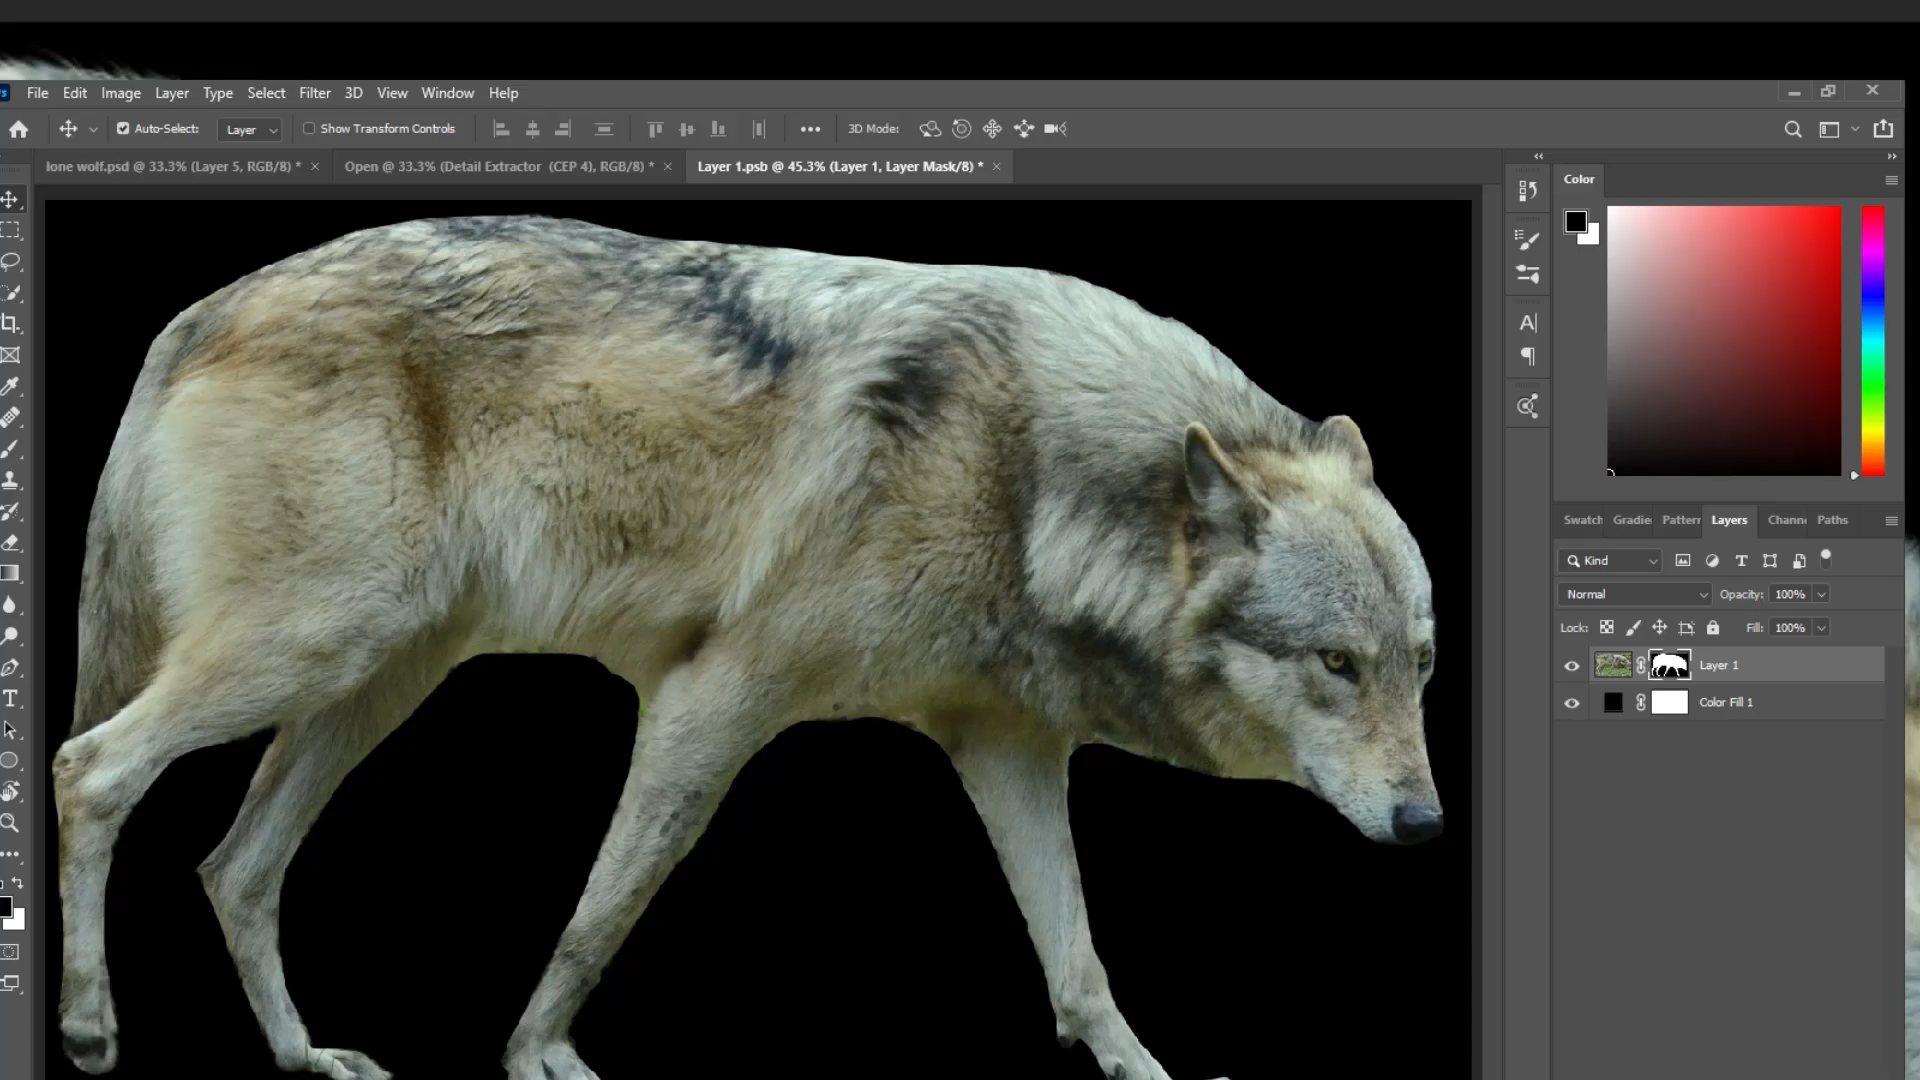 File Edit Image Layer Type Select Filter 3D View Window Help
Auto-Select: Layer Show Transform Controls 3D Mode:
lone wolf.psd @ 33.3% (Layer 5, RGB/8) * × Open @ 33.3% (Detail Extractor (CEP 4), RGB/8) * × Layer 1.psb @ 45.3% (Layer 1, Layer Mask/8) * ×
Color
Swatch Gradie Pattern Layers Channe Paths
Kind
Normal Opacity: 100%
Lock: Fill: 100%
Layer 1
Color Fill 1